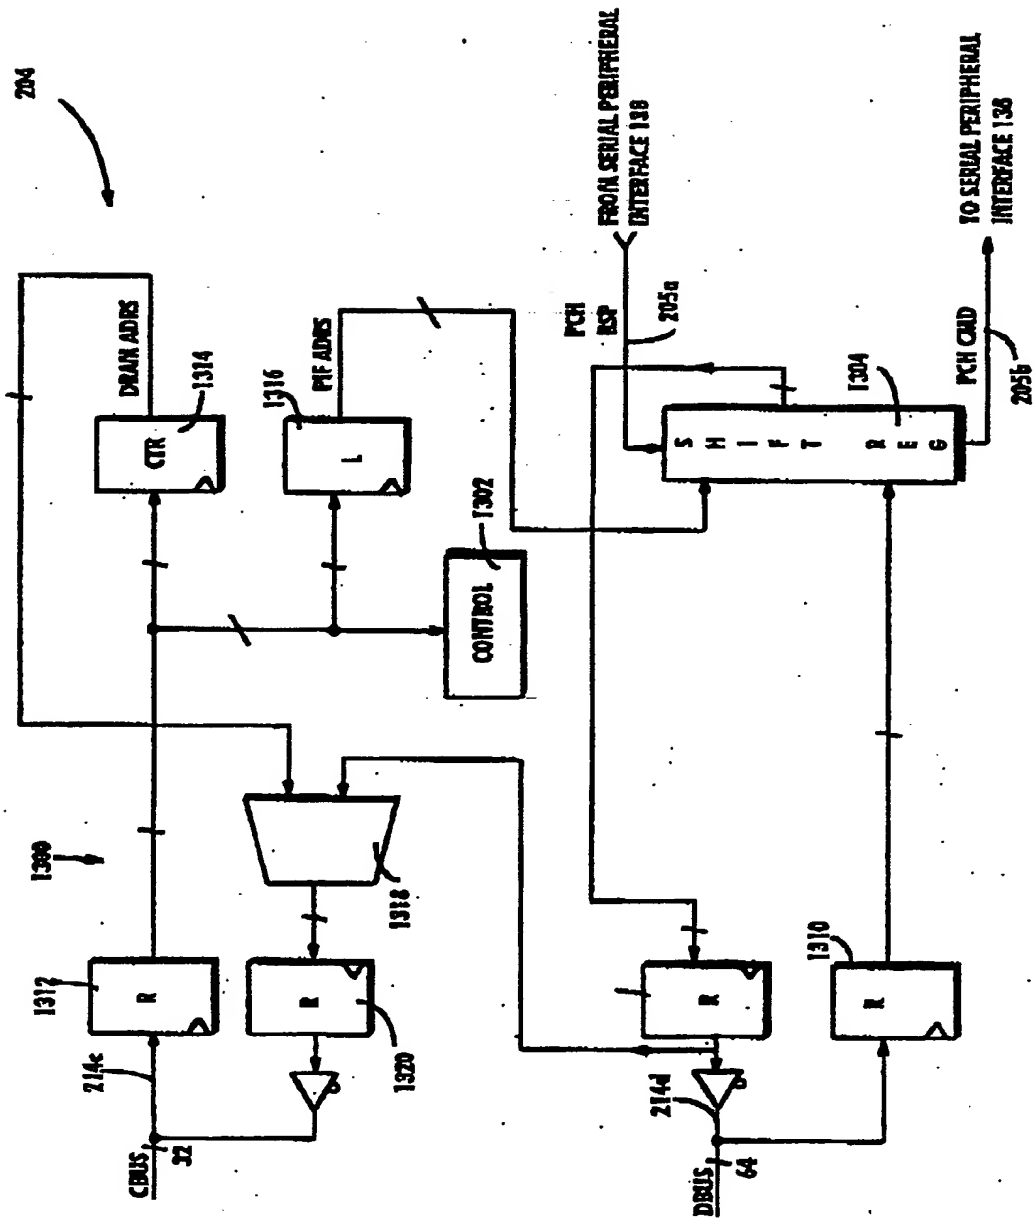 204
DRAM ADRS
CTR
1314
1316
PIF ADRS
L
CONTROL
1302
FROM SERIAL PERIPHERAL
INTERFACE 138
PCH
RSP
205a
SHIFT REG
1304
PCH CMD
205b
TO SERIAL PERIPHERAL
INTERFACE 138
1300
1312
R
214c
CBUS
32
1318
R
1320
R
214d
DBUS
64
1310
R